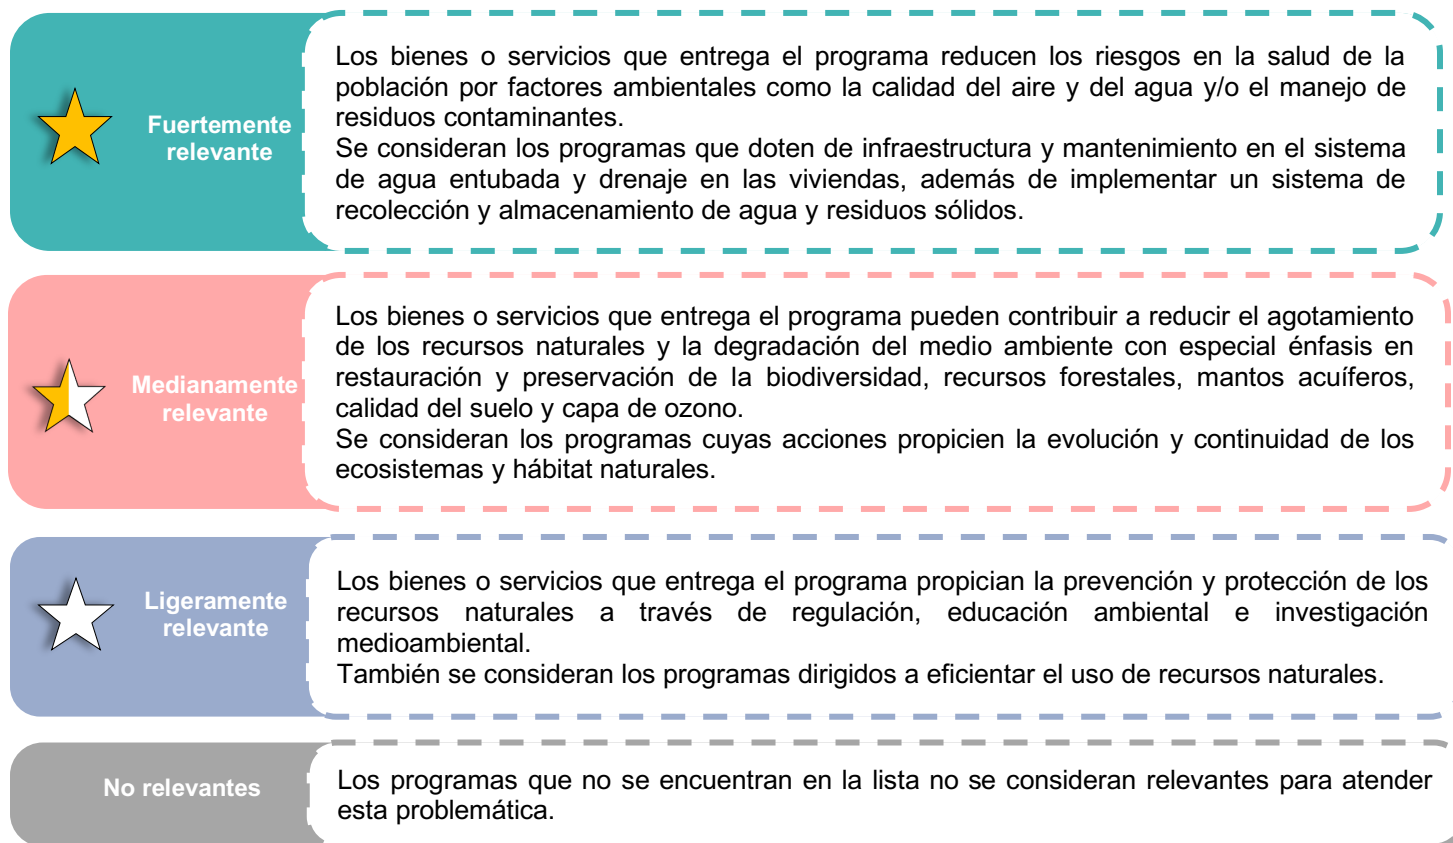 Fuertemente
relevante
Los bienes o servicios que entrega el programa reducen los riesgos en la salud de la
población por factores ambientales como la calidad del aire y del agua y/o el manejo de
residuos contaminantes.
Se consideran los programas que doten de infraestructura y mantenimiento en el sistema
de agua entubada y drenaje en las viviendas, además de implementar un sistema de
recolección y almacenamiento de agua y residuos sólidos.
Medianamente
relevante
Los bienes o servicios que entrega el programa pueden contribuir a reducir el agotamiento
de los recursos naturales y la degradación del medio ambiente con especial énfasis en
restauración y preservación de la biodiversidad, recursos forestales, mantos acuíferos,
calidad del suelo y capa de ozono.
Se consideran los programas cuyas acciones propicien la evolución y continuidad de los
ecosistemas y hábitat naturales.
Ligeramente
relevante
Los bienes o servicios que entrega el programa propician la prevención y protección de los
recursos naturales a través de regulación, educación ambiental e investigación
medioambiental.
También se consideran los programas dirigidos a eficientar el uso de recursos naturales.
No relevantes
Los programas que no se encuentran en la lista no se consideran relevantes para atender
esta problemática.